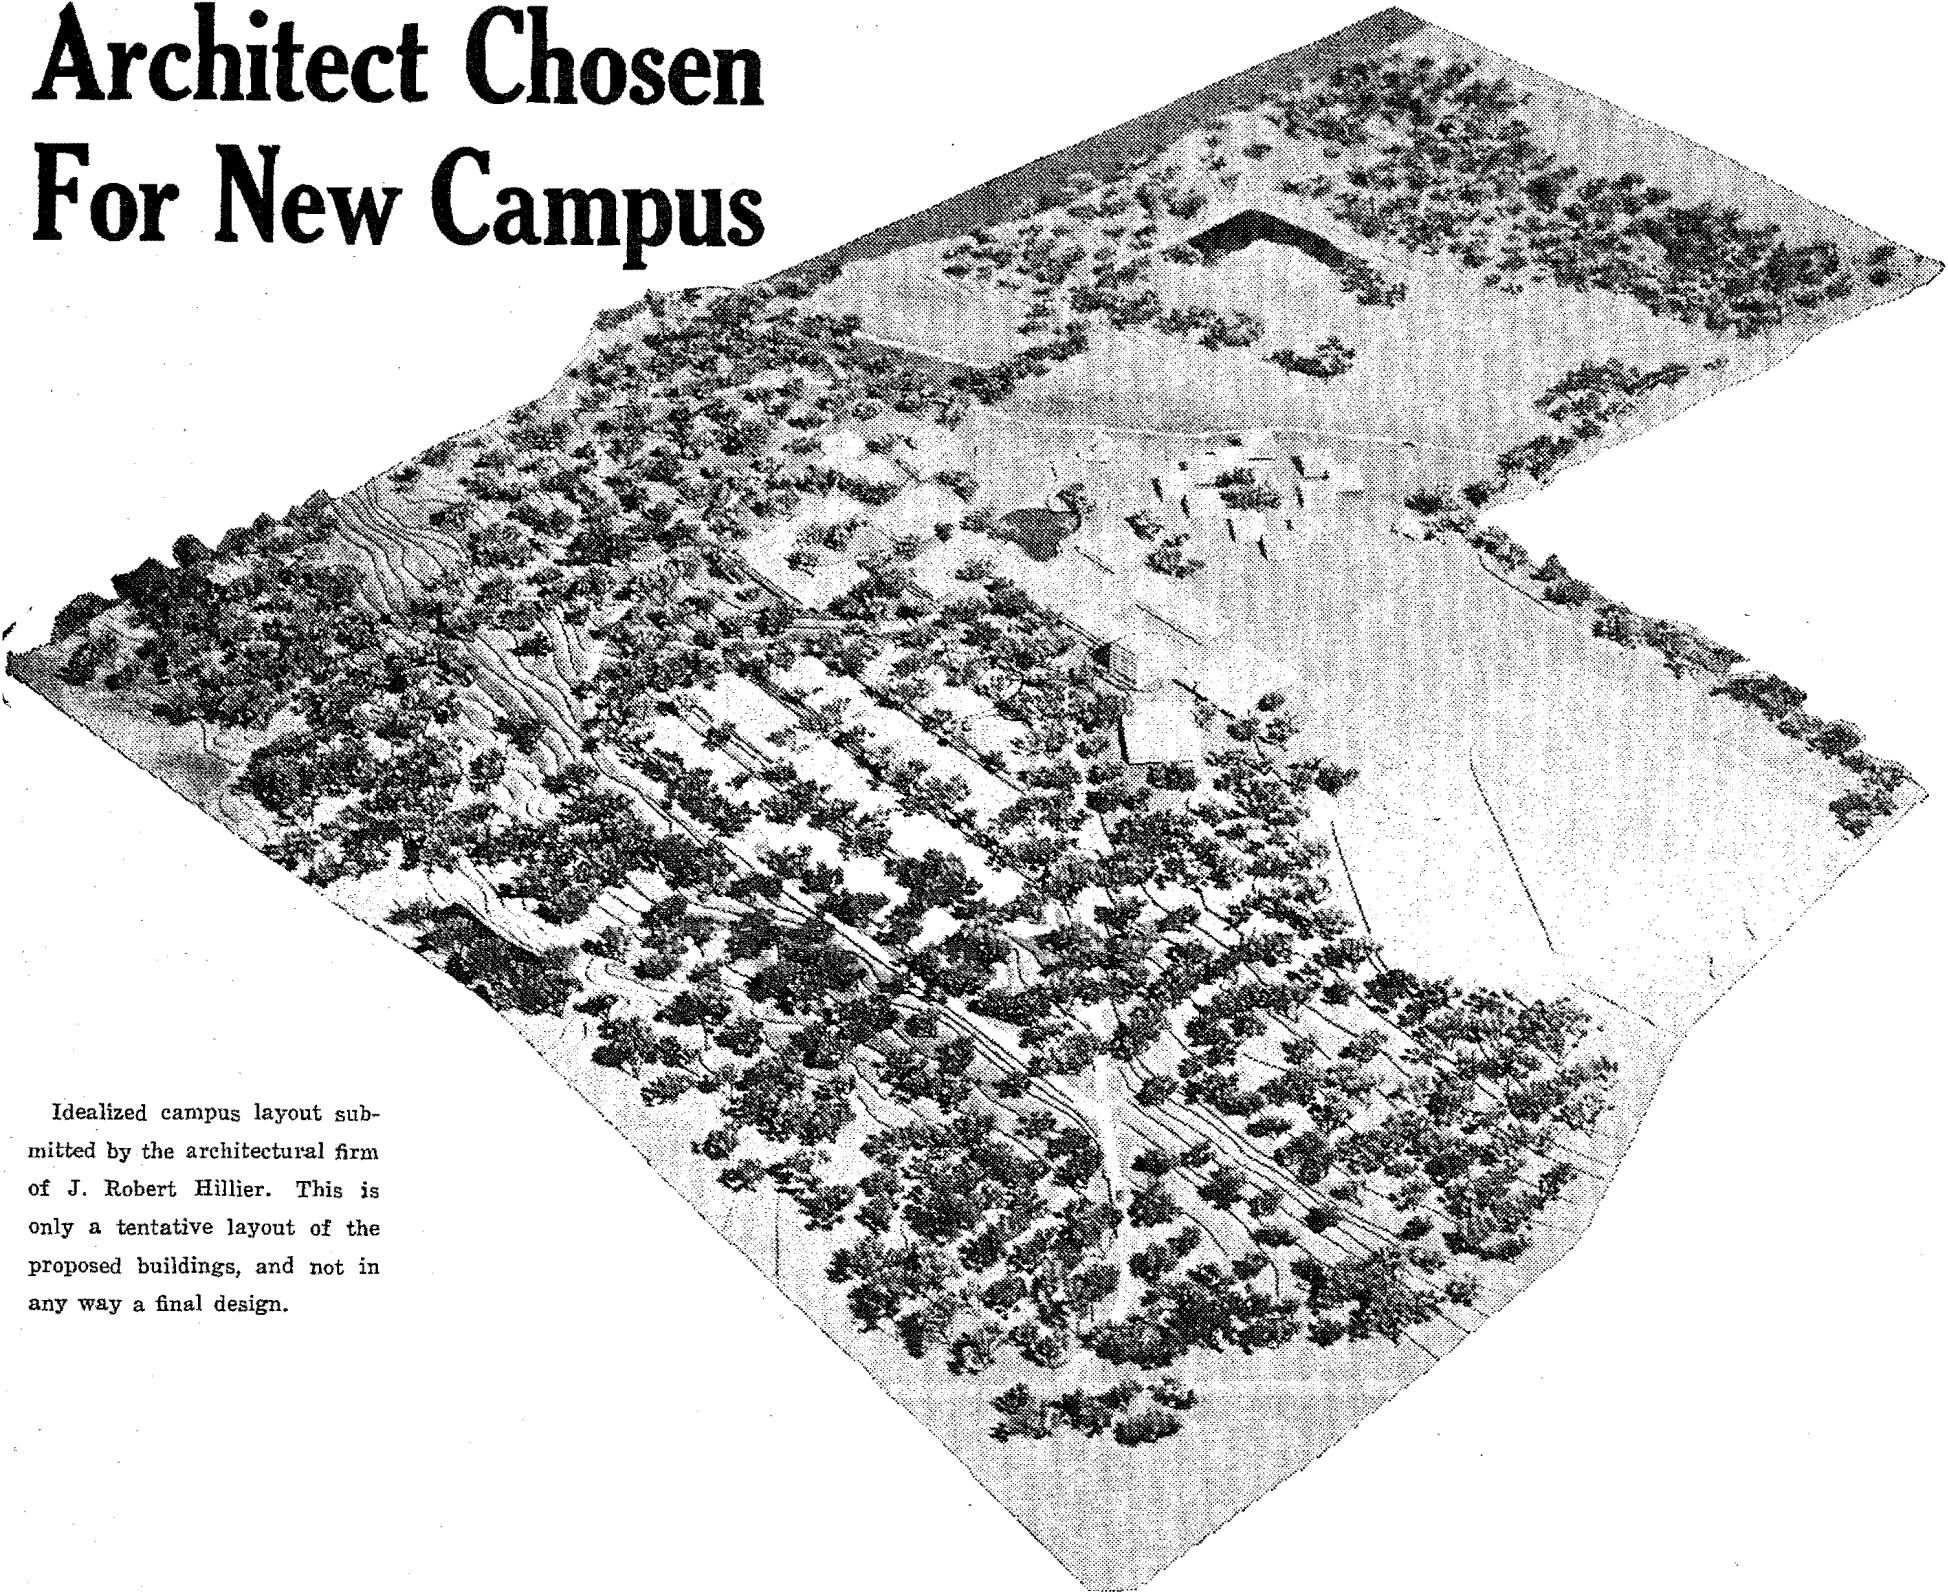 Architect Chosen
For New Campus
Idealized campus layout sub-
mitted by the architectural firm
of J. Robert Hillier. This is
only a tentative layout of the
proposed buildings, and not in
any way a final design.